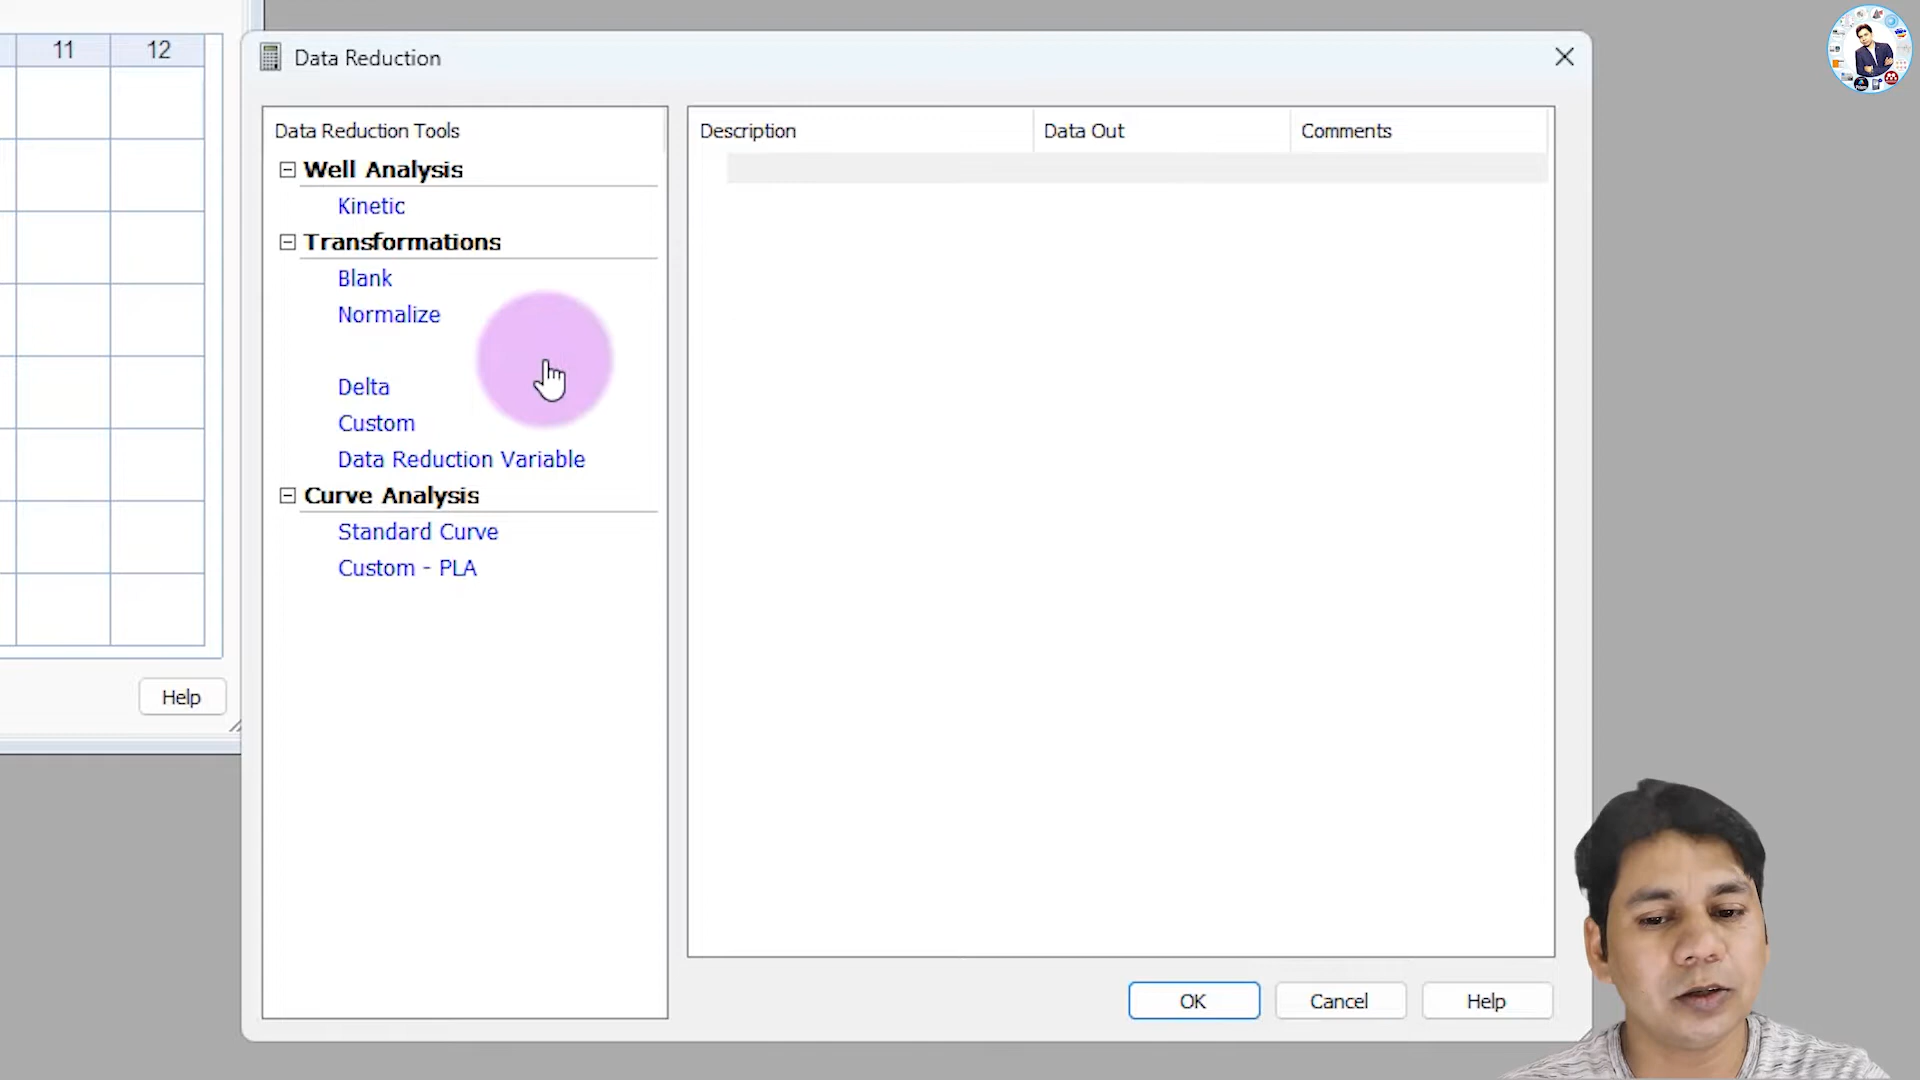 11
12
Help
Data Reduction
Data Reduction Tools
Well Analysis
Kinetic
Transformations
Blank
Normalize
Delta
Custom
Data Reduction Variable
Curve Analysis
Standard Curve
Custom - PLA
Description
Data Out
Comments
OK
Cancel
Help